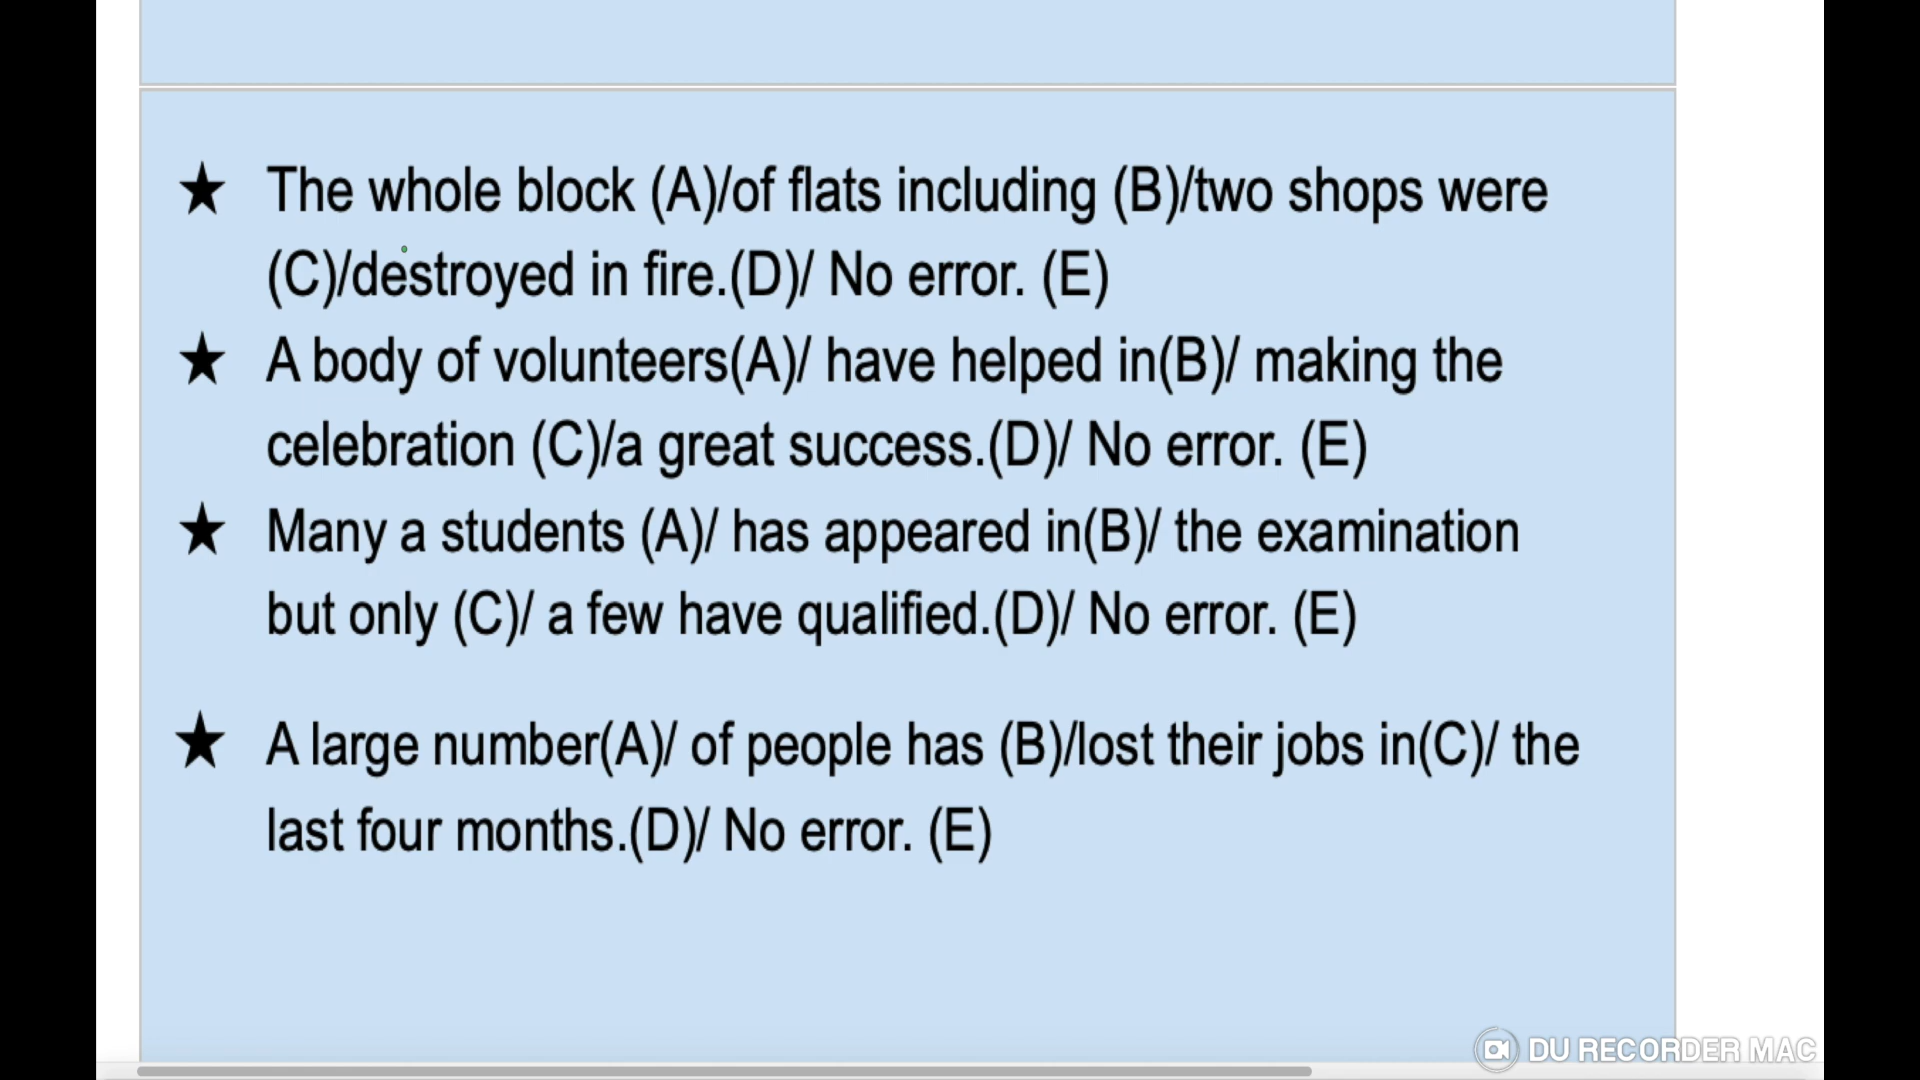 ★ The whole block (A)/of flats including (B)/two shops were
(C)/destroyed in fire.(D)/ No error. (E)
★ A body of volunteers(A)/ have helped in(B)/ making the
celebration (C)/a great success.(D)/ No error. (E)
★ Many a students (A)/ has appeared in(B)/ the examination
but only (C)/ a few have qualified.(D)/ No error. (E)
★ A large number(A)/ of people has (B)/lost their jobs in(C)/ the
last four months.(D)/ No error. (E)
DU RECORDER MAC